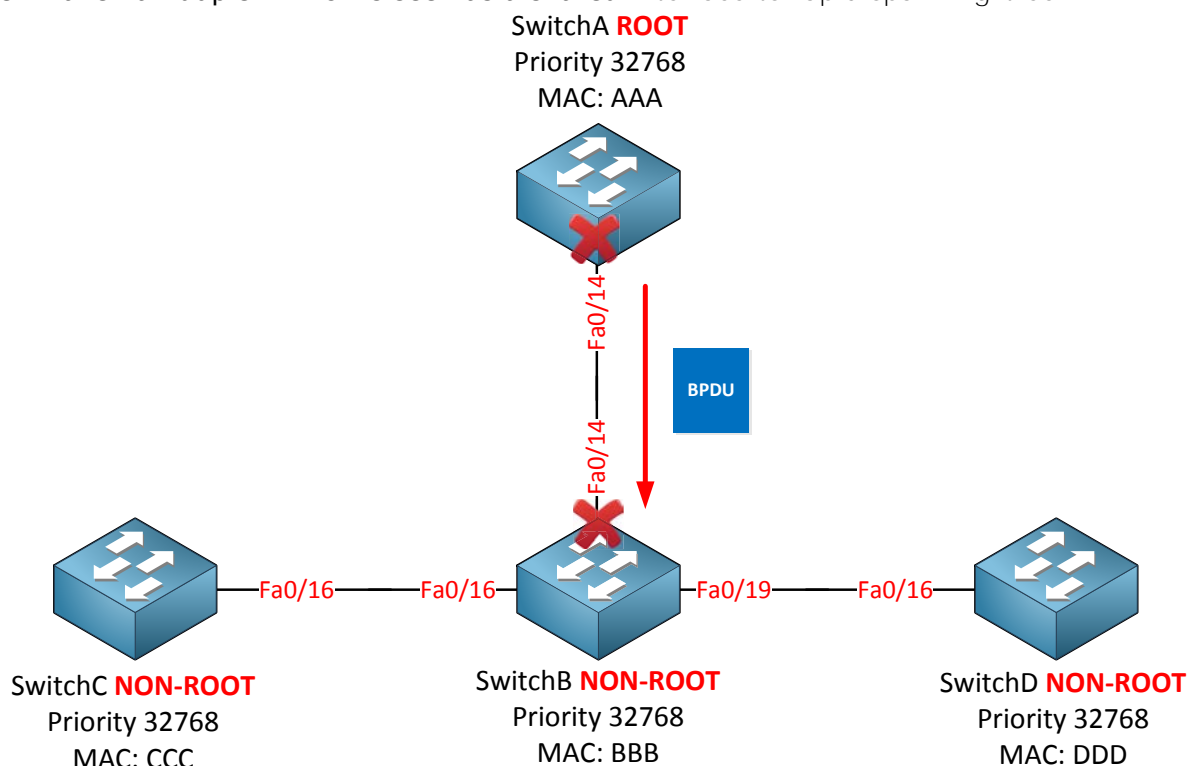 SwitchA ROOT
Priority 32768
MAC: AAA
Fa0/14
BPDU
Fa0/14
Fa0/16
Fa0/16
Fa0/19
Fa0/16
SwitchC NON-ROOT
Priority 32768
MAC: CCC
SwitchB NON-ROOT
Priority 32768
MAC: BBB
SwitchD NON-ROOT
Priority 32768
MAC: DDD